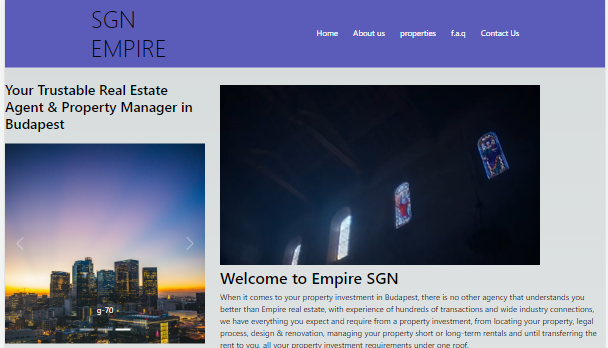 SGN
EMPIRE
Home About us properties f.a.q Contact Us
Your Trustable Real Estate
Agent & Property Manager in
Budapest
g-70
Welcome to Empire SGN
When it comes to your property investment in Budapest, there is no other agency that understands you
better than Empire real estate, with experience of hundreds of transactions and wide industry connections,
we have everything you expect and require from a property investment, from locating your property, legal
process, design & renovation, managing your property short or long-term rentals and until transferring the
rent to you, all your property investment requirements under one roof.